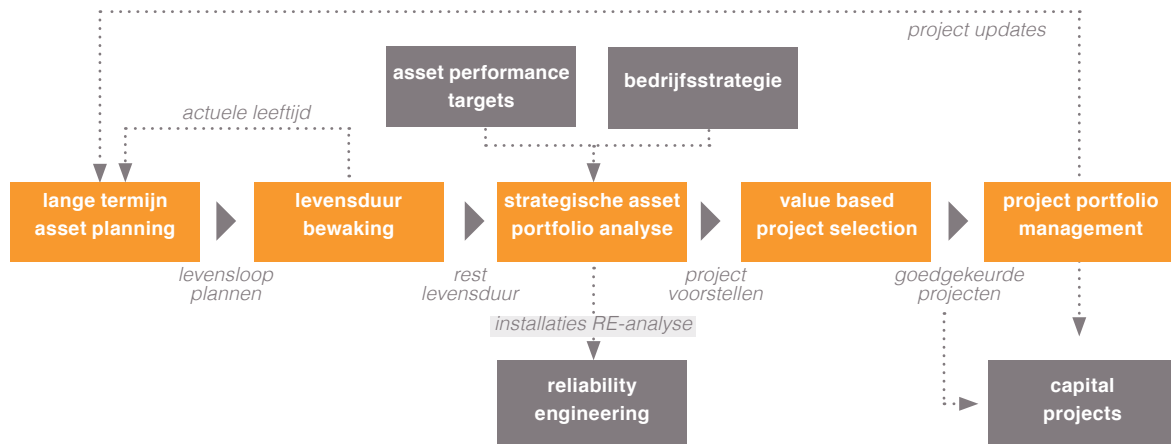 project updates
asset performance
targets
bedrijfsstrategie
actuele leeftijd
lange termijn
asset planning
levensduur
bewaking
strategische asset
portfolio analyse
value based
project selection
project portfolio
management
levensloop
plannen
rest
levensduur
project
voorstellen
goedgekeurde
projecten
installaties RE-analyse
reliability
engineering
capital
projects